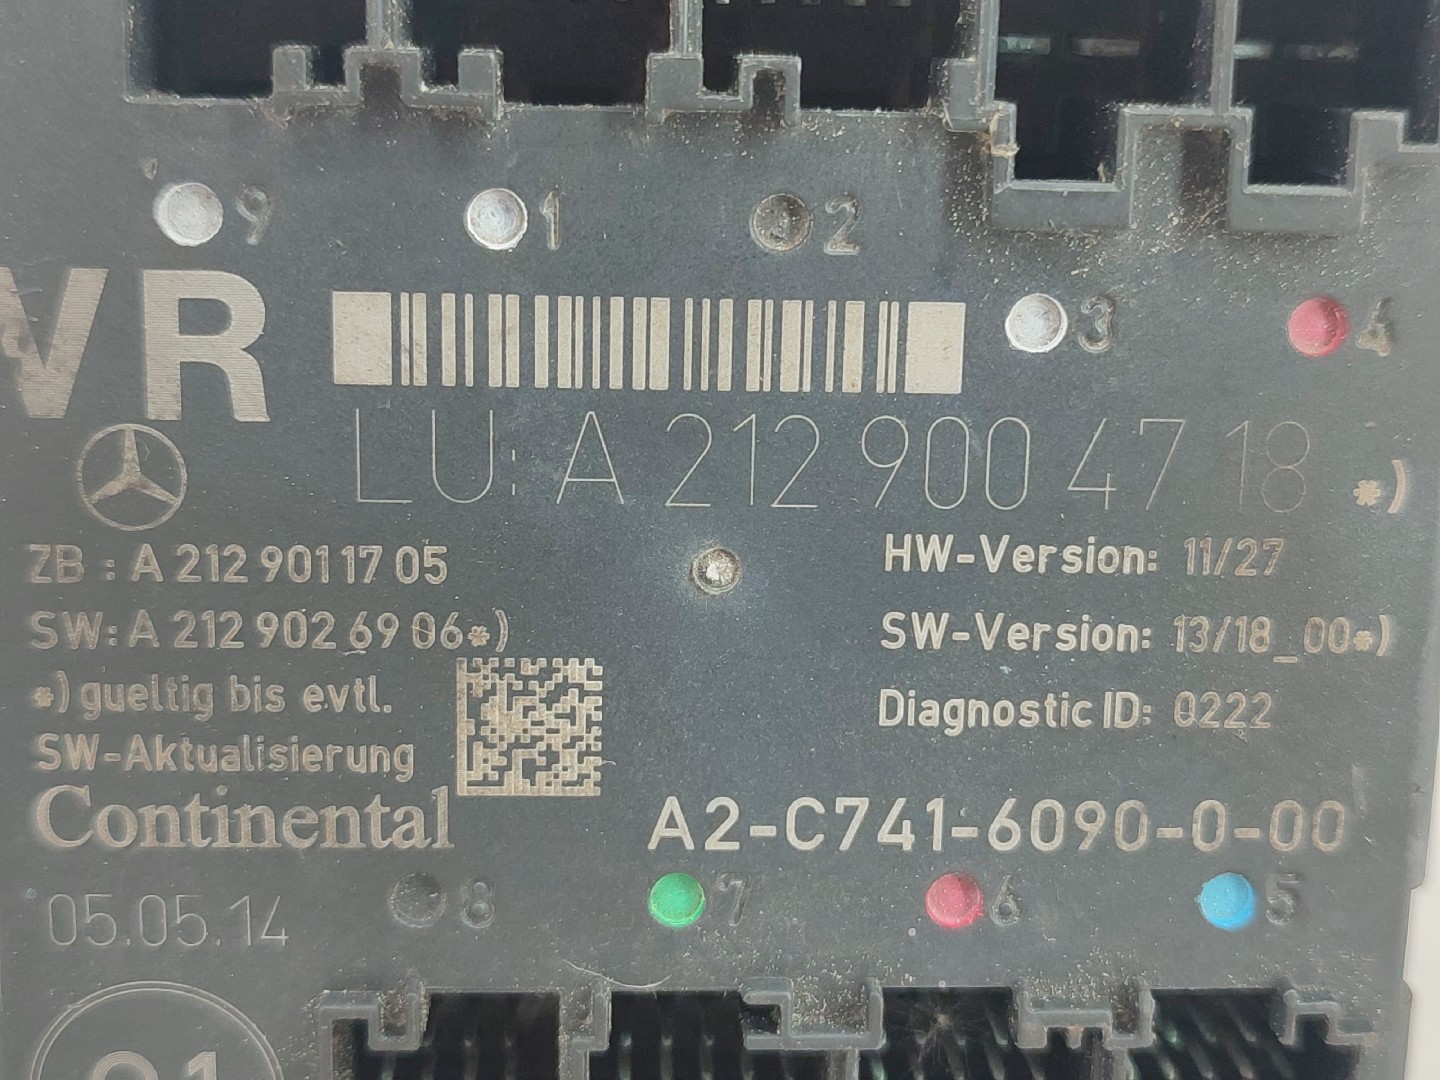 9 1 2
3 4
VR
LU: A 212 900 47 18 *)
ZB : A 212 901 17 05
HW-Version: 11/27
SW: A 212 902 69 06*)
SW-Version: 13/18_00*)
*) gueltig bis evtl.
SW-Aktualisierung
Diagnostic ID: 0222
Continental
A2-C741-6090-0-00
05.05.14
8 7 6 5